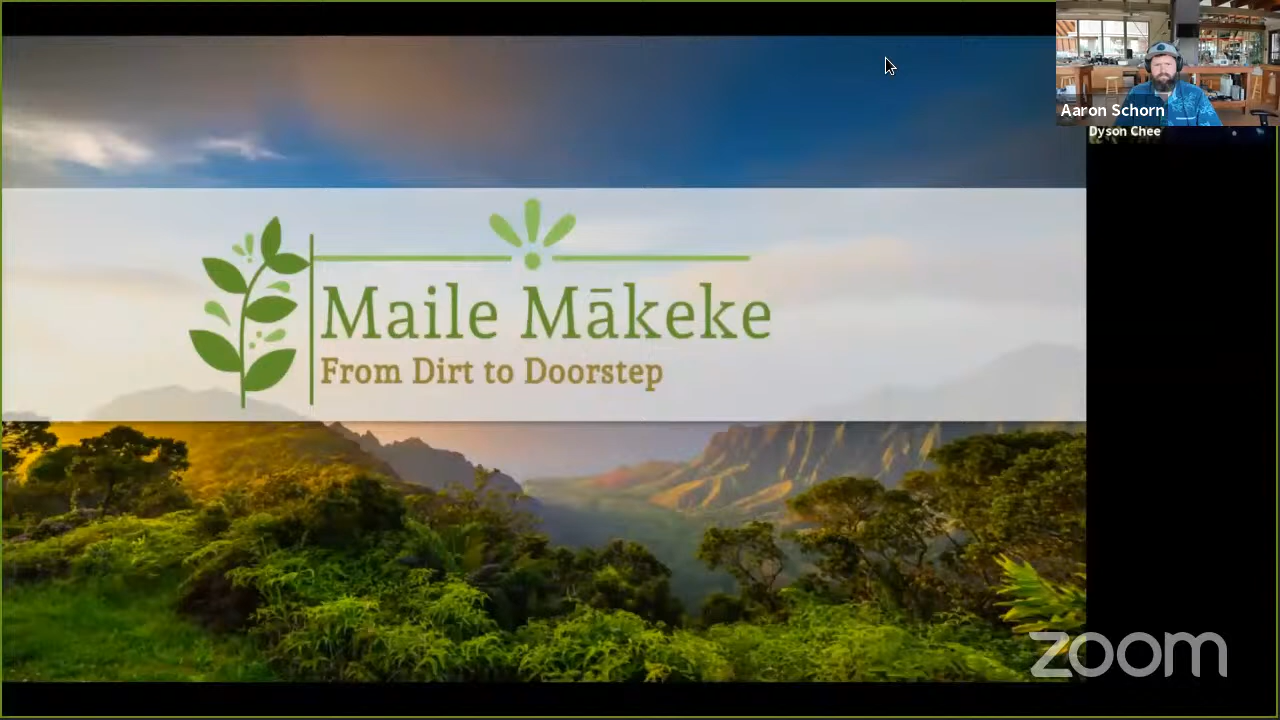 Aaron Schorn
Dyson Chee
Maile Mākeke
From Dirt to Doorstep
zoom